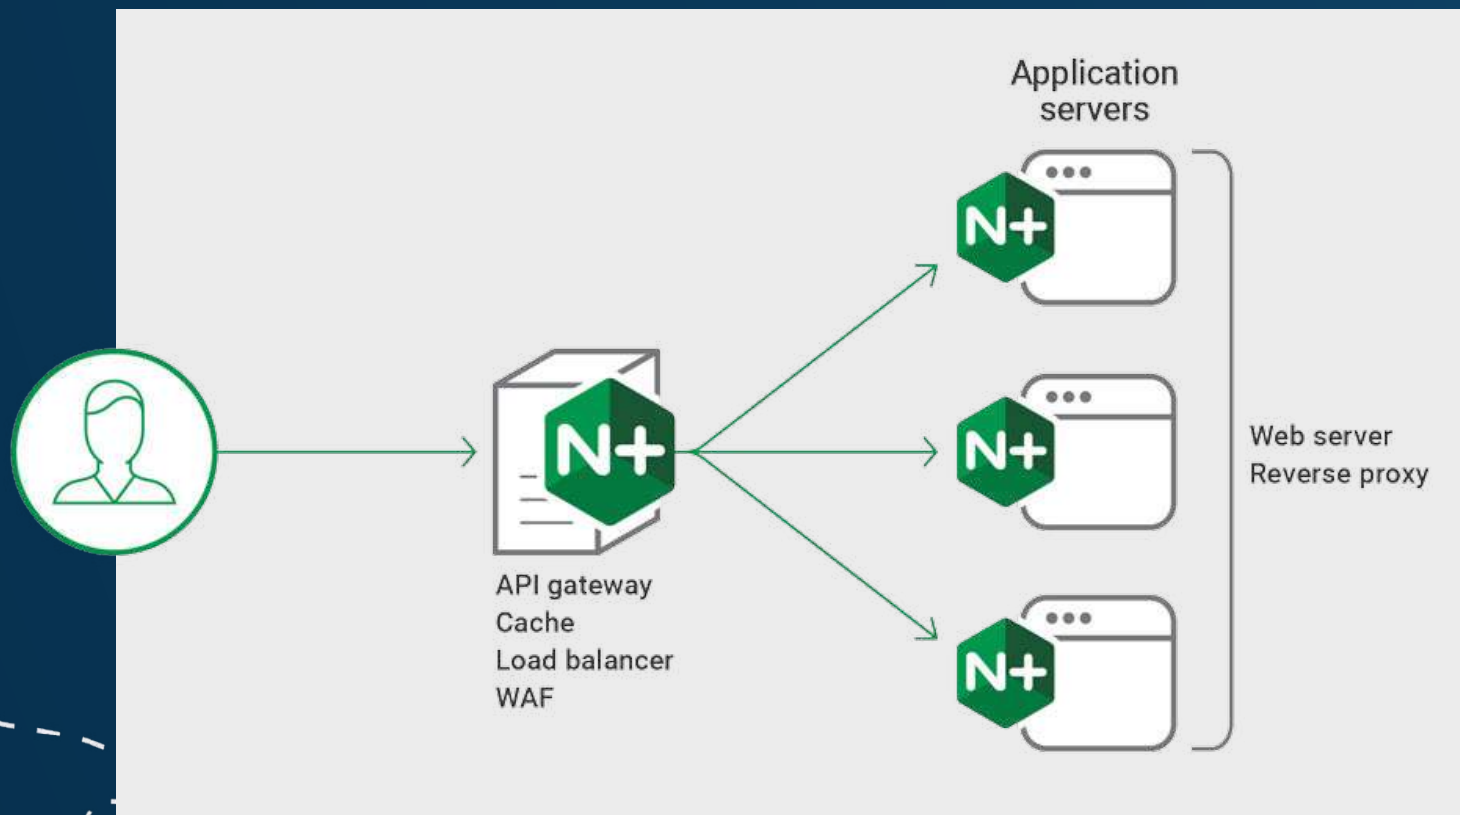 Application
servers
N+
N+
N+
N+
Web server
Reverse proxy
API gateway
Cache
Load balancer
WAF